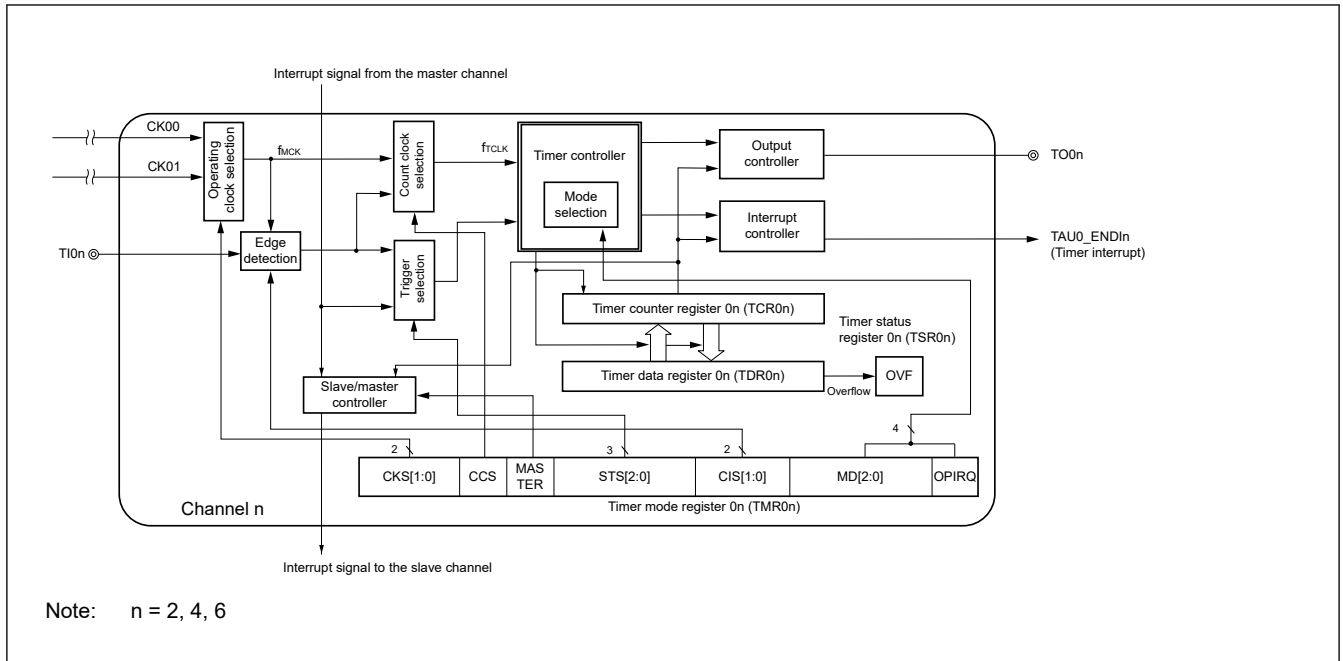 Interrupt signal from the master channel
CK00
CK01
Operating
clock selection
fMCK
Count clock
selection
fTCLK
Timer controller
Mode
selection
Output
controller
TO0n
Interrupt
controller
TAU0_ENDIn
(Timer interrupt)
TI0n
Edge
detection
Trigger
selection
Timer counter register 0n (TCR0n)
Timer status
register 0n (TSR0n)
Timer data register 0n (TDR0n)
Overflow
OVF
Slave/master
controller
2
3
2
4
CKS[1:0]
CCS
MAS
TER
STS[2:0]
CIS[1:0]
MD[2:0]
OPIRQ
Timer mode register 0n (TMR0n)
Channel n
Interrupt signal to the slave channel
Note: n = 2, 4, 6